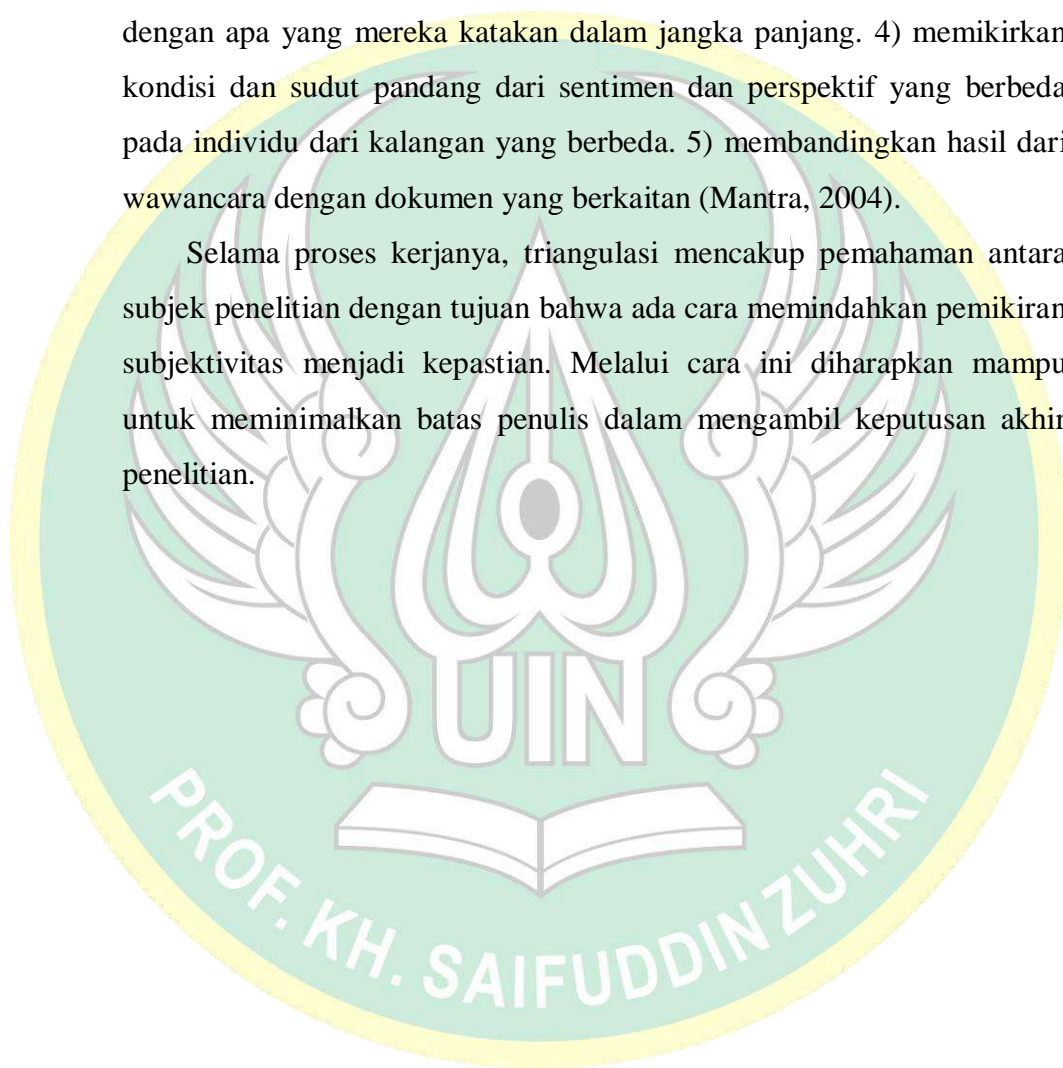 dengan apa yang mereka katakan dalam jangka panjang. 4) memikirkan
kondisi dan sudut pandang dari sentimen dan perspektif yang berbeda
pada individu dari kalangan yang berbeda. 5) membandingkan hasil dari
wawancara dengan dokumen yang berkaitan (Mantra, 2004).
Selama proses kerjanya, triangulasi mencakup pemahaman antara
subjek penelitian dengan tujuan bahwa ada cara memindahkan pemikiran
subjektivitas menjadi kepastian. Melalui cara ini diharapkan mampu
untuk meminimalkan batas penulis dalam mengambil keputusan akhir
penelitian.
UIN
PROF. KH. SAIFUDDIN ZUHRI